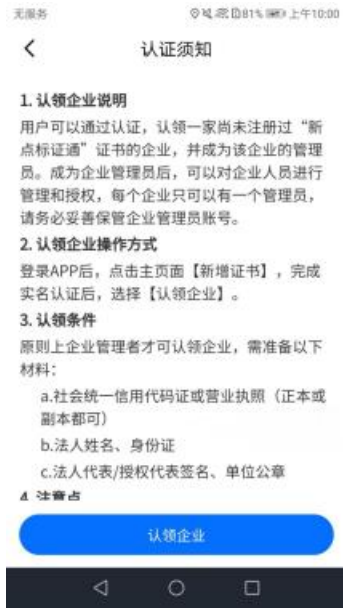 无服务
81% 上午10:00
认证须知
1. 认领企业说明
用户可以通过认证，认领一家尚未注册过“新
点标证通”证书的企业，并成为该企业的管理
员。成为企业管理员后，可以对企业人员进行
管理和授权，每个企业只可以有一个管理员，
请务必妥善保管企业管理员账号。
2. 认领企业操作方式
登录APP后，点击主页面【新增证书】，完成
实名认证后，选择【认领企业】。
3. 认领条件
原则上企业管理者才可认领企业，需准备以下
材料：
a.社会统一信用代码证或营业执照（正本或
副本都可）
b.法人姓名、身份证
c.法人代表/授权代表签名、单位公章
4. 注意点
认领企业